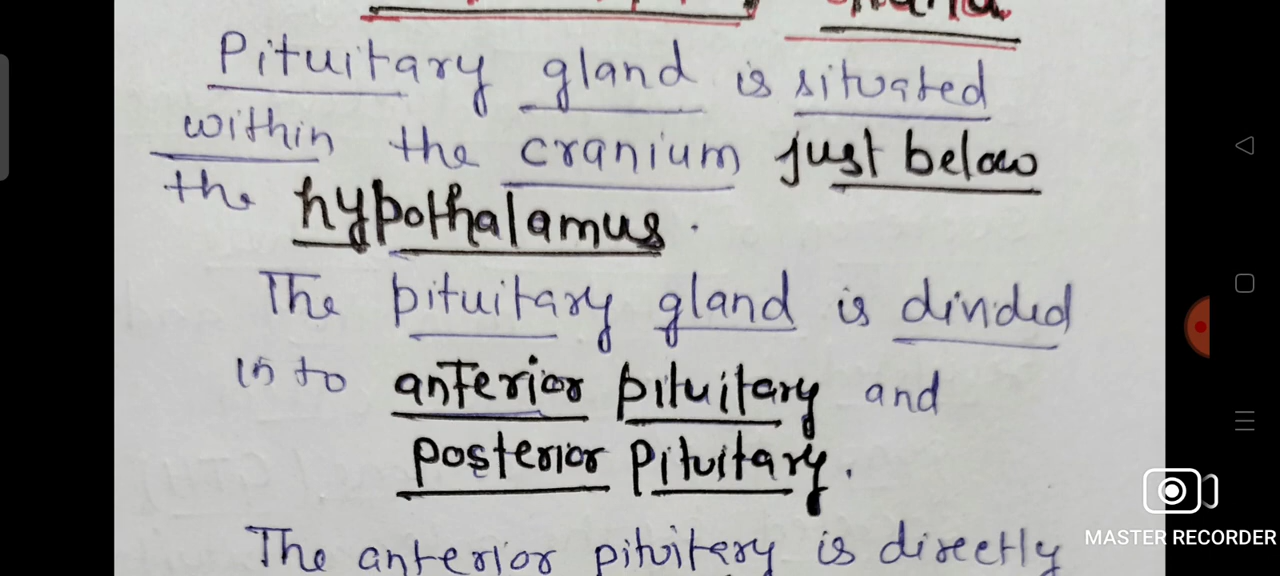 Pituitary gland is situated
within the cranium just below
the hypothalamus.
The pituitary gland is divided
in to anterior pituitary and
posterior Pituitary.
The anterior pituitary is directly
MASTER RECORDER